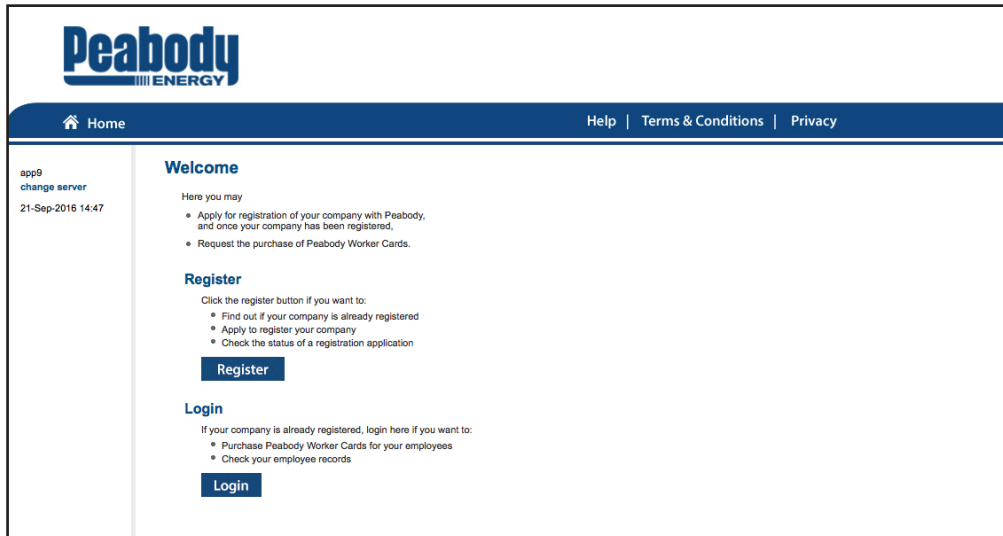 Peabody
ENERGY
Home
Help | Terms & Conditions | Privacy
app9
change server
21-Sep-2016 14:47
Welcome
Here you may
• Apply for registration of your company with Peabody,
and once your company has been registered,
• Request the purchase of Peabody Worker Cards.
Register
Click the register button if you want to:
• Find out if your company is already registered
• Apply to register your company
• Check the status of a registration application
Register
Login
If your company is already registered, login here if you want to:
• Purchase Peabody Worker Cards for your employees
• Check your employee records
Login